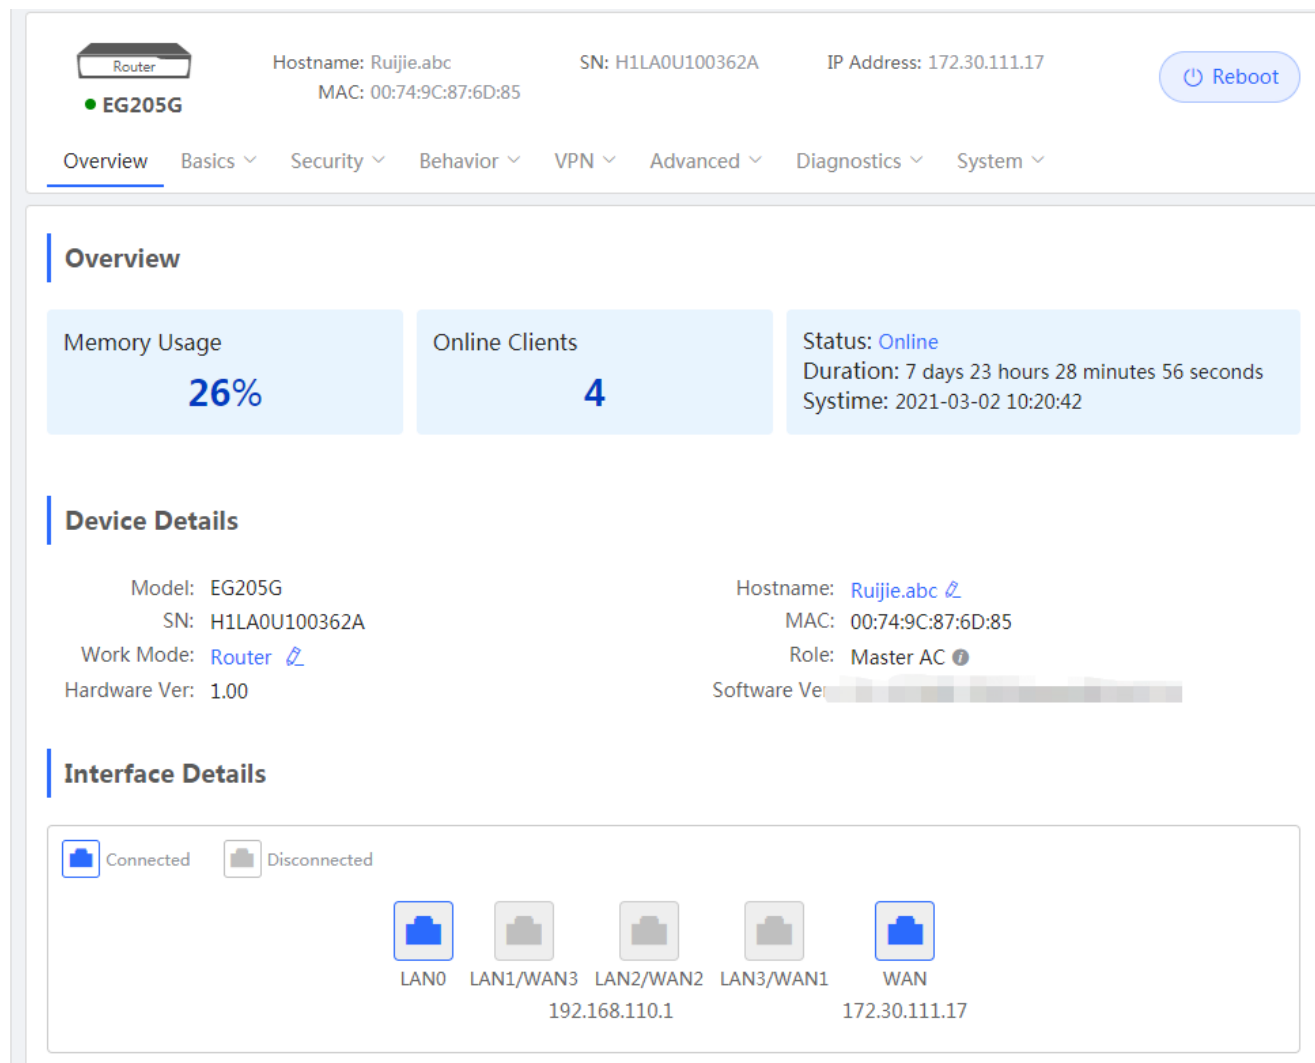 Router
EG205G
Hostname: Ruijie.abc
SN: H1LA0U100362A
IP Address: 172.30.111.17
MAC: 00:74:9C:87:6D:85
Reboot
Overview Basics Security Behavior VPN Advanced Diagnostics System
Overview
Memory Usage
26%
Online Clients
4
Status: Online
Duration: 7 days 23 hours 28 minutes 56 seconds
Systime: 2021-03-02 10:20:42
Device Details
Model: EG205G
Hostname: Ruijie.abc
SN: H1LA0U100362A
MAC: 00:74:9C:87:6D:85
Work Mode: Router
Role: Master AC
Hardware Ver: 1.00
Software Ver
Interface Details
Connected
Disconnected
LAN0 LAN1/WAN3 LAN2/WAN2 LAN3/WAN1 WAN
192.168.110.1 172.30.111.17